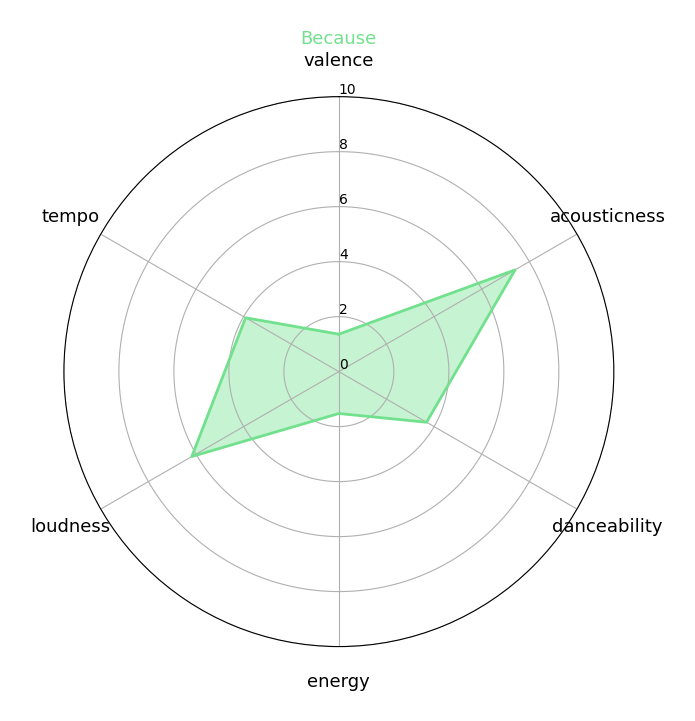 Because
valence
10
8
6
4
2
0
tempo
acousticness
loudness
danceability
energy